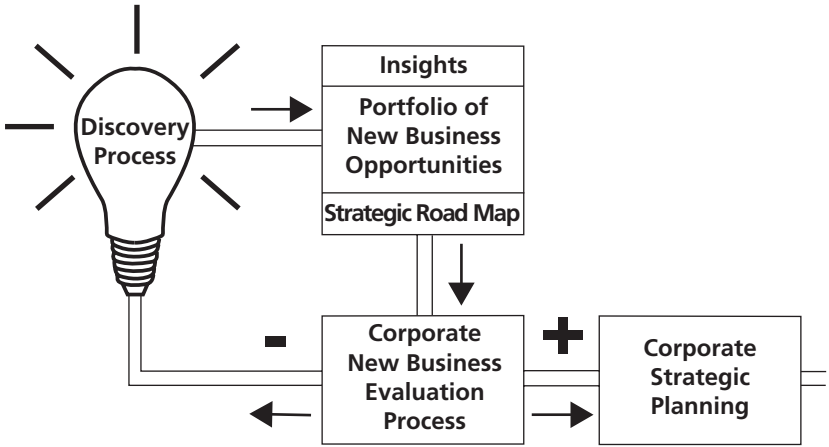 Discovery
Process
Insights
Portfolio of
New Business
Opportunities
Strategic Road Map
-
Corporate
New Business
Evaluation
Process
+
Corporate
Strategic
Planning